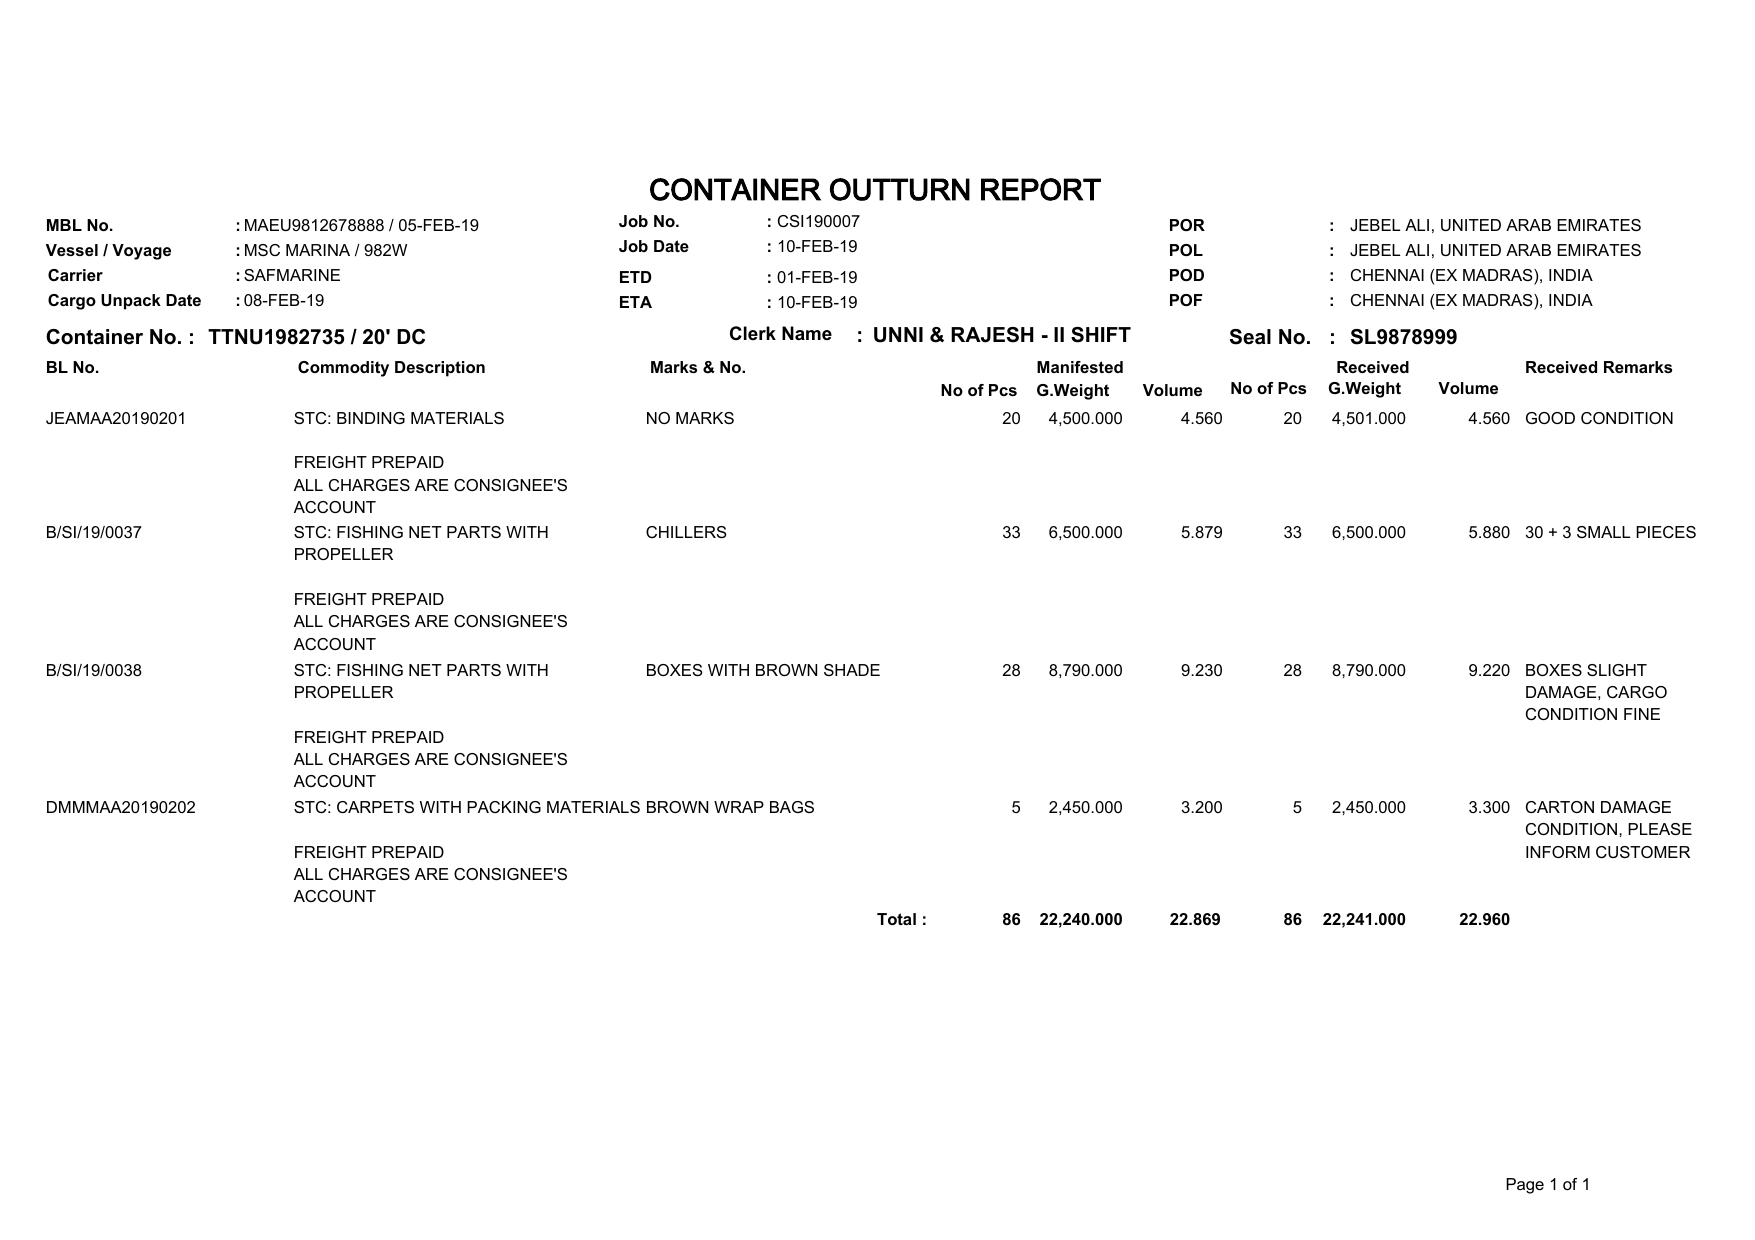 CONTAINER OUTTURN REPORT
MBL No. : MAEU9812678888 / 05-FEB-19 Job No. : CSI190007 POR : JEBEL ALI, UNITED ARAB EMIRATES
Vessel / Voyage : MSC MARINA / 982W Job Date : 10-FEB-19 POL : JEBEL ALI, UNITED ARAB EMIRATES
Carrier : SAFMARINE ETD : 01-FEB-19 POD : CHENNAI (EX MADRAS), INDIA
Cargo Unpack Date : 08-FEB-19 ETA : 10-FEB-19 POF : CHENNAI (EX MADRAS), INDIA
Container No. : TTNU1982735 / 20' DC Clerk Name : UNNI & RAJESH - II SHIFT Seal No. : SL9878999
BL No. Commodity Description Marks & No. Manifested Received Received Remarks
No of Pcs G.Weight Volume No of Pcs G.Weight Volume
JEAMAA20190201 STC: BINDING MATERIALS NO MARKS 20 4,500.000 4.560 20 4,501.000 4.560 GOOD CONDITION
FREIGHT PREPAID
ALL CHARGES ARE CONSIGNEE'S
ACCOUNT
B/SI/19/0037 STC: FISHING NET PARTS WITH CHILLERS 33 6,500.000 5.879 33 6,500.000 5.880 30 + 3 SMALL PIECES
PROPELLER
FREIGHT PREPAID
ALL CHARGES ARE CONSIGNEE'S
ACCOUNT
B/SI/19/0038 STC: FISHING NET PARTS WITH BOXES WITH BROWN SHADE 28 8,790.000 9.230 28 8,790.000 9.220 BOXES SLIGHT
PROPELLER DAMAGE, CARGO
CONDITION FINE
FREIGHT PREPAID
ALL CHARGES ARE CONSIGNEE'S
ACCOUNT
DMMMAA20190202 STC: CARPETS WITH PACKING MATERIALS BROWN WRAP BAGS 5 2,450.000 3.200 5 2,450.000 3.300 CARTON DAMAGE
CONDITION, PLEASE
FREIGHT PREPAID INFORM CUSTOMER
ALL CHARGES ARE CONSIGNEE'S
ACCOUNT
Total : 86 22,240.000 22.869 86 22,241.000 22.960
Page 1 of 1